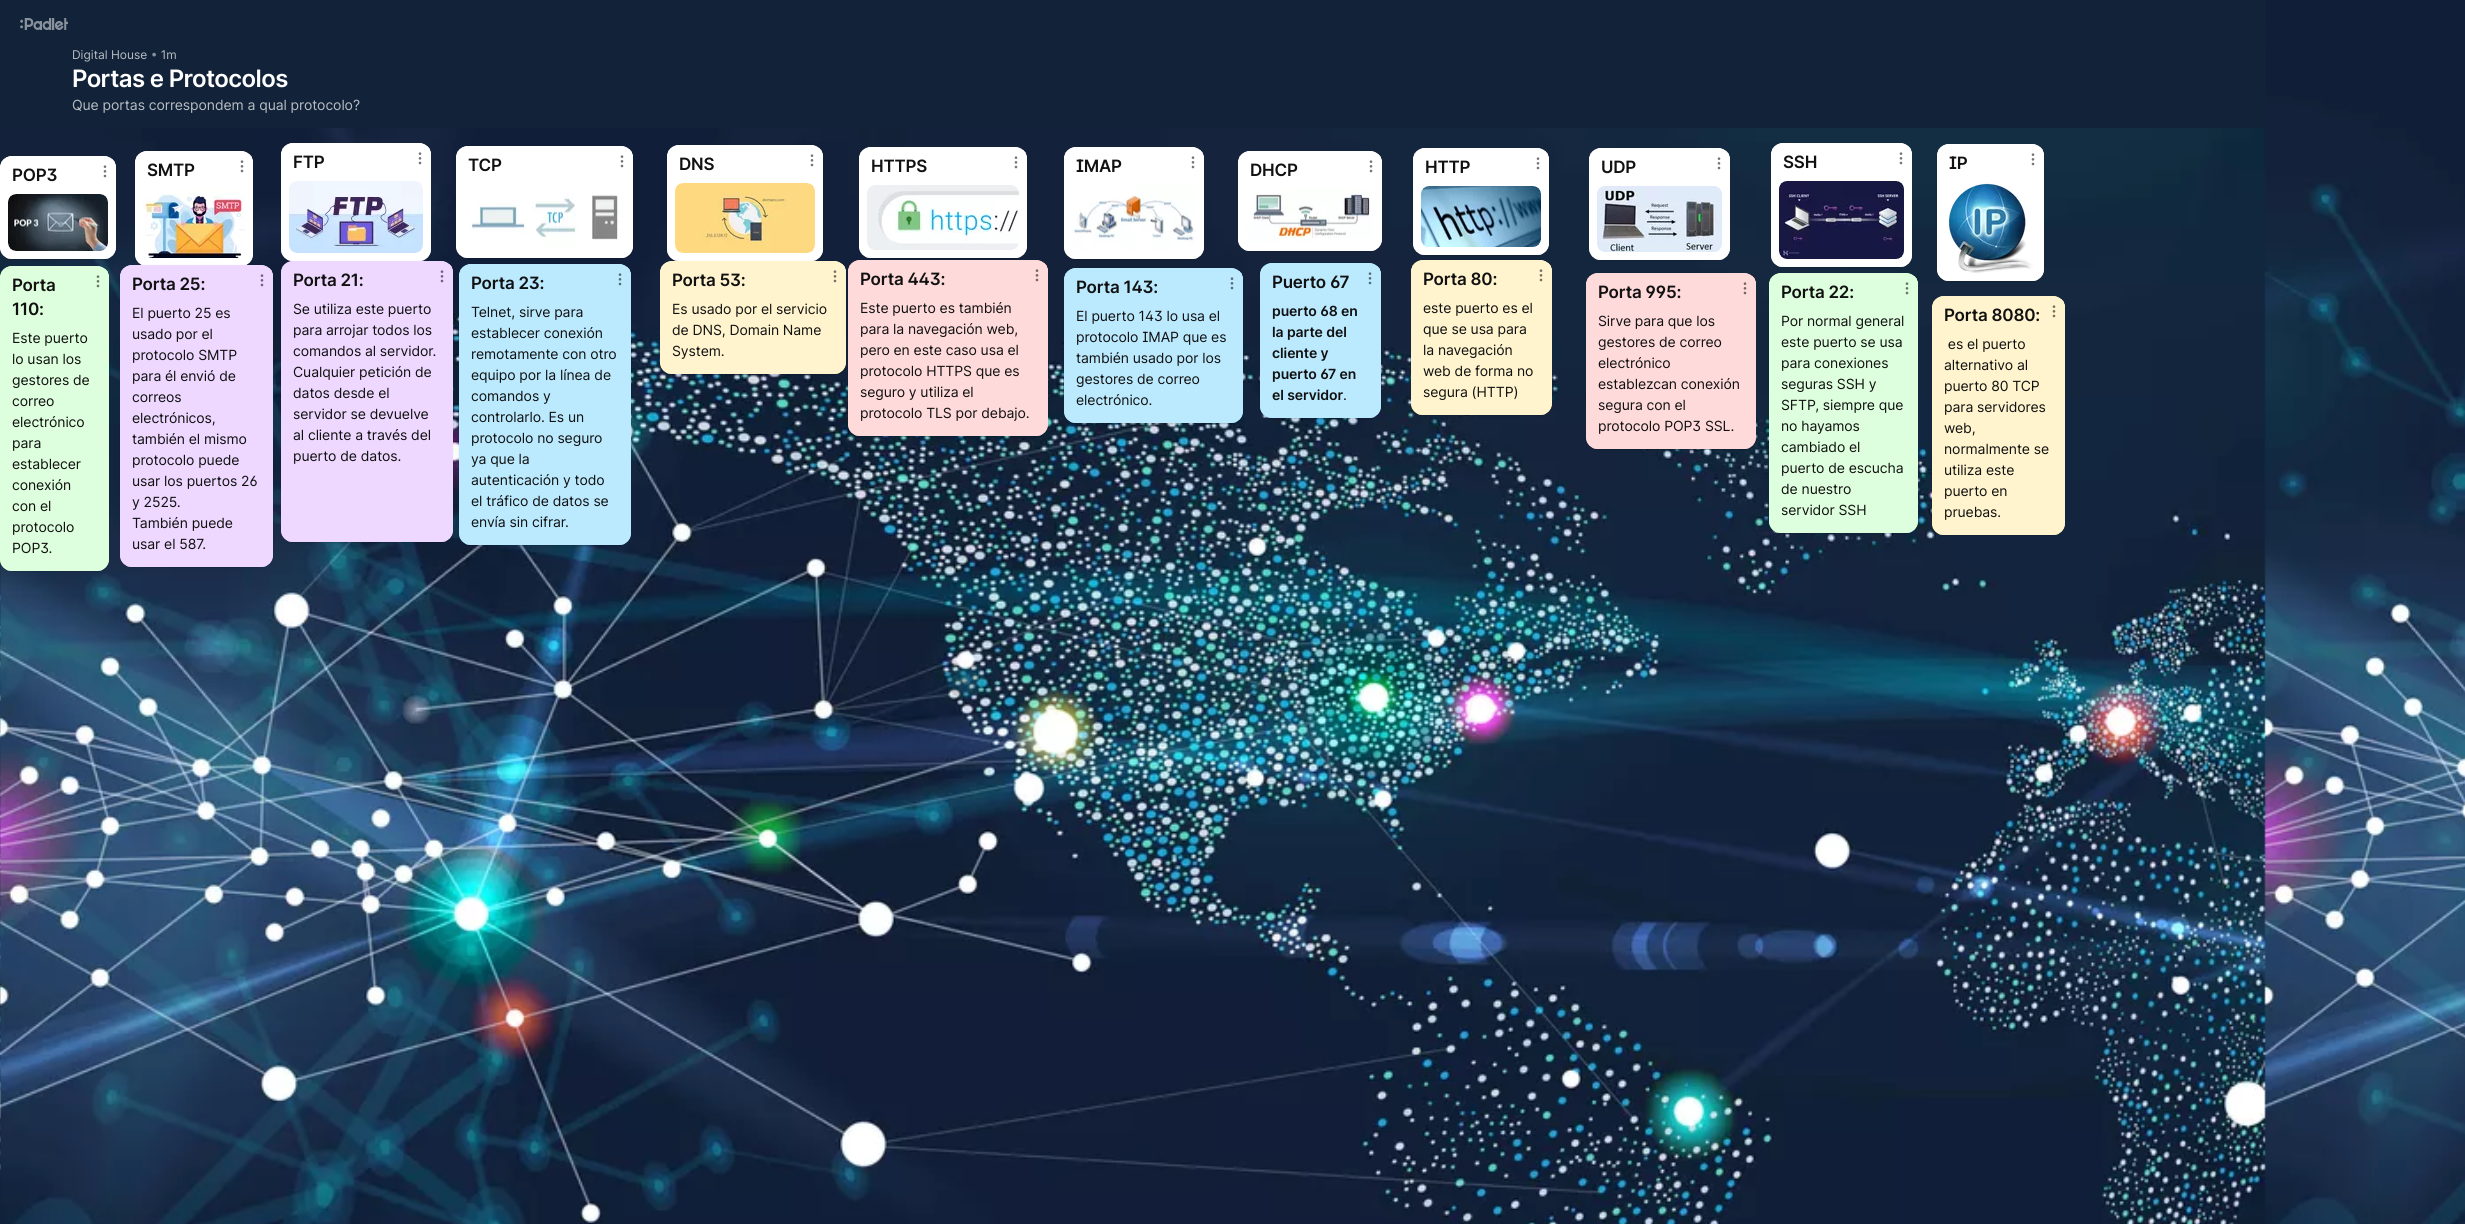 :Padlet
Digital House • 1m
Portas e Protocolos
Que portas correspondem a qual protocolo?
POP3
POP 3
Porta
110:
Este puerto
lo usan los
gestores de
correo
electrónico
para
establecer
conexión
con el
protocolo
POP3.
SMTP
SMTP
Porta 25:
El puerto 25 es
usado por el
protocolo SMTP
para él envió de
correos
electrónicos,
también el mismo
protocolo puede
usar los puertos 26
y 2525.
También puede
usar el 587.
FTP
FTP
Porta 21:
Se utiliza este puerto
para arrojar todos los
comandos al servidor.
Cualquier petición de
datos desde el
servidor se devuelve
al cliente a través del
puerto de datos.
TCP
TCP
Porta 23:
Telnet, sirve para
establecer conexión
remotamente con otro
equipo por la línea de
comandos y
controlarlo. Es un
protocolo no seguro
ya que la
autenticación y todo
el tráfico de datos se
envía sin cifrar.
DNS
Porta 53:
Es usado por el servicio
de DNS, Domain Name
System.
HTTPS
https://
Porta 443:
Este puerto es también
para la navegación web,
pero en este caso usa el
protocolo HTTPS que es
seguro y utiliza el
protocolo TLS por debajo.
IMAP
Porta 143:
El puerto 143 lo usa el
protocolo IMAP que es
también usado por los
gestores de correo
electrónico.
DHCP
DHCP
Puerto 67
puerto 68 en
la parte del
cliente y
puerto 67 en
el servidor.
HTTP
http://www
Porta 80:
este puerto es el
que se usa para
la navegación
web de forma no
segura (HTTP)
UDP
UDP
Request
Response
Response
Response
Client
Server
Porta 995:
Sirve para que los
gestores de correo
electrónico
establezcan conexión
segura con el
protocolo POP3 SSL.
SSH
SSH CLIENT
SSH SERVER
Porta 22:
Por normal general
este puerto se usa
para conexiones
seguras SSH y
SFTP, siempre que
no hayamos
cambiado el
puerto de escucha
de nuestro
servidor SSH
IP
IP
Porta 8080:
es el puerto
alternativo al
puerto 80 TCP
para servidores
web,
normalmente se
utiliza este
puerto en
pruebas.